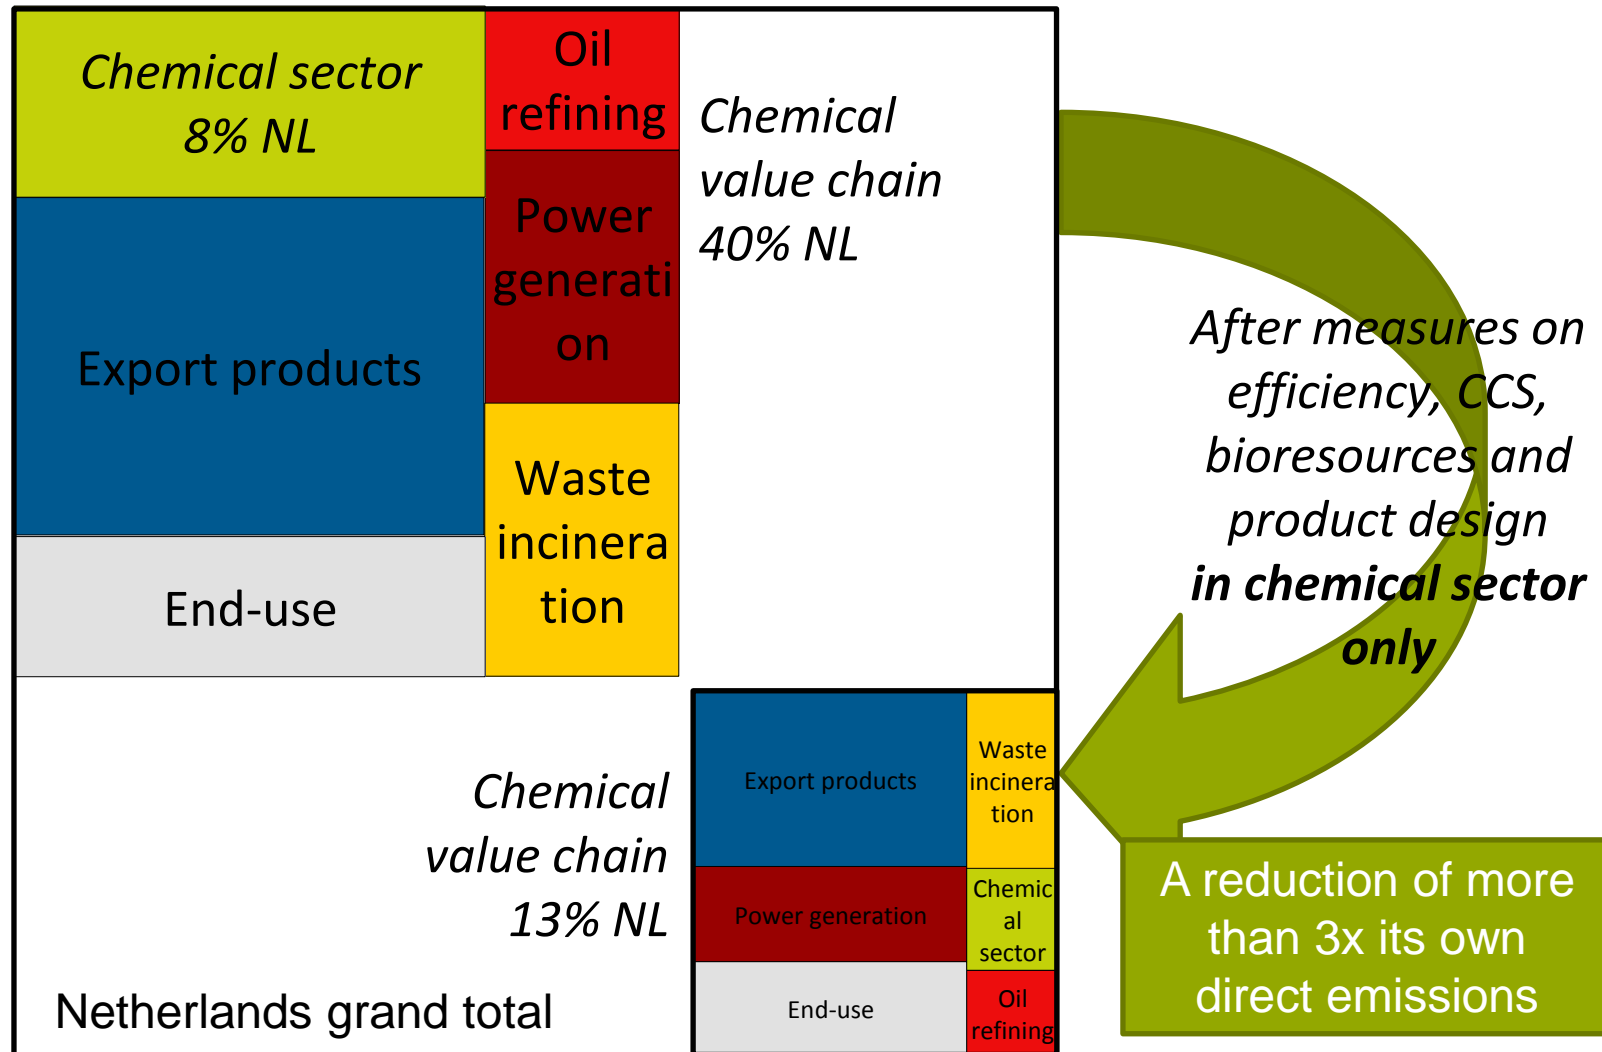 Chemical sector
8% NL
Oil
refining
Chemical
value chain
40% NL
Power
generati
on
Export products
Waste
incinera
tion
End-use
After measures on
efficiency, CCS,
bioresources and
product design
in chemical sector
only
Chemical
value chain
13% NL
Export products
Waste
incinera
tion
Power generation
Chemic
al
sector
End-use
Oil
refining
Netherlands grand total
A reduction of more
than 3x its own
direct emissions